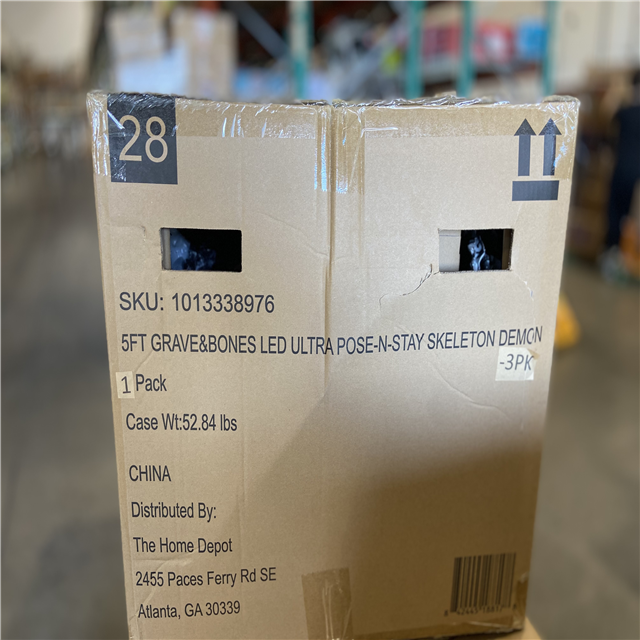 28
SKU: 1013338976
5FT GRAVE&BONES LED ULTRA POSE-N-STAY SKELETON DEMON
-3PK
1 Pack
Case Wt:52.84 lbs
CHINA
Distributed By:
The Home Depot
2455 Paces Ferry Rd SE
Atlanta, GA 30339